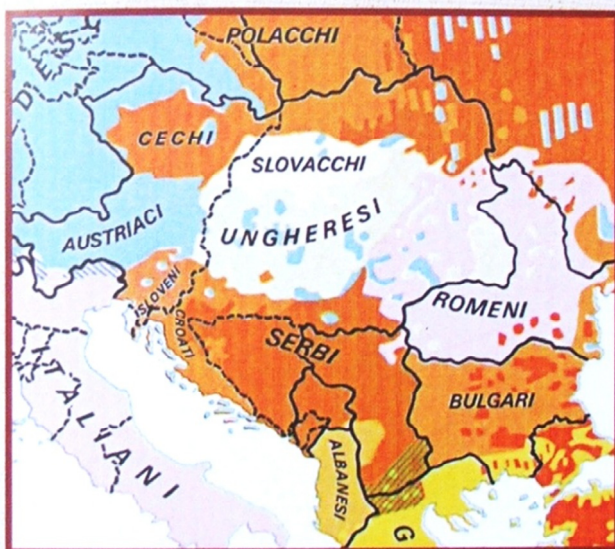 POLACCHI
CECHI
SLOVACCHI
UNGHERESI
AUSTRIACI
SLOVENI
CROATI
ROMENI
SERBI
ITALIANI
BULGARI
ALBANESI
G